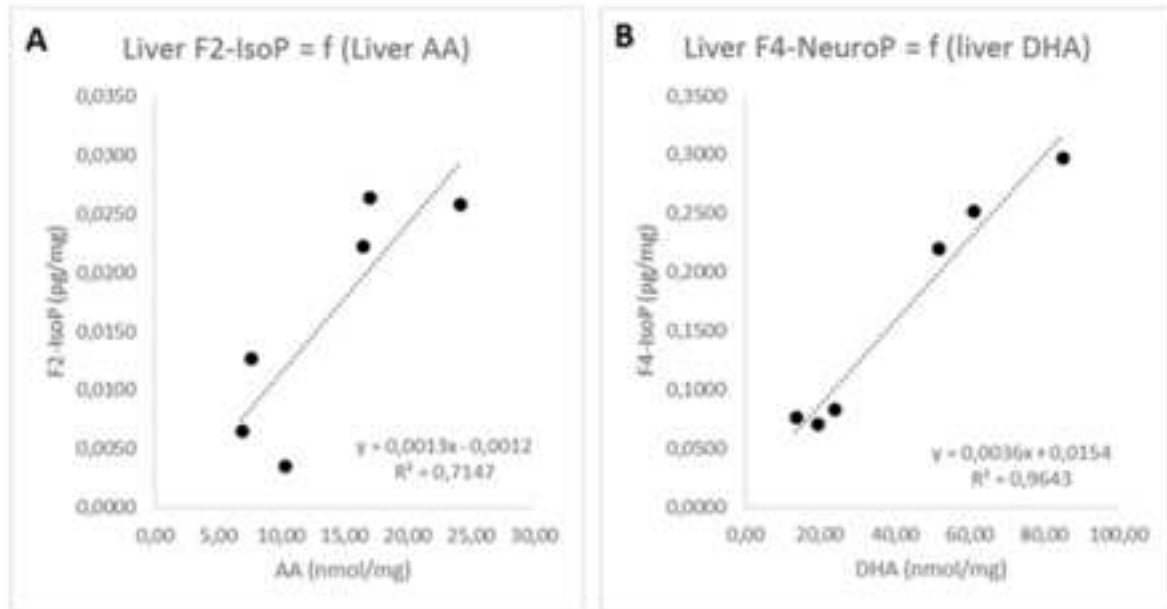 A
Liver F2-IsoP = f (Liver AA)
F2-IsoP (pg/mg)
0,0350
0,0300
0,0250
0,0200
0,0150
0,0100
0,0050
0,0000
y = 0,0013x - 0,0012
R² = 0,7147
0,00 5,00 10,00 15,00 20,00 25,00 30,00
AA (nmol/mg)
B
Liver F4-NeuroP = f (liver DHA)
F4-IsoP (pg/mg)
0,3500
0,3000
0,2500
0,2000
0,1500
0,1000
0,0500
0,0000
y = 0,0036x + 0,0154
R² = 0,9643
0,00 20,00 40,00 60,00 80,00 100,00
DHA (nmol/mg)